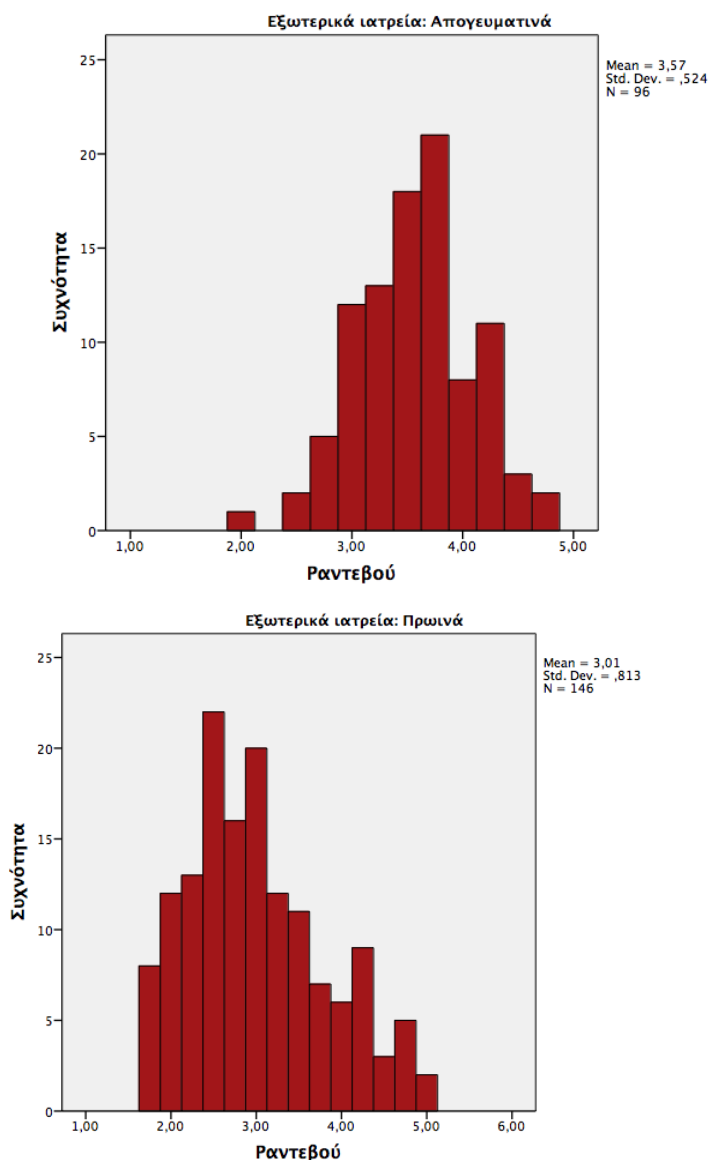 Εξωτερικά ιατρεία: Απογευματινά
Mean = 3,57
Std. Dev. = ,524
N = 96
25
20
15
10
5
0
Συχνότητα
1,00 2,00 3,00 4,00 5,00
Ραντεβού
Εξωτερικά ιατρεία: Πρωινά
Mean = 3,01
Std. Dev. = ,813
N = 146
25
20
15
10
5
0
Συχνότητα
1,00 2,00 3,00 4,00 5,00 6,00
Ραντεβού